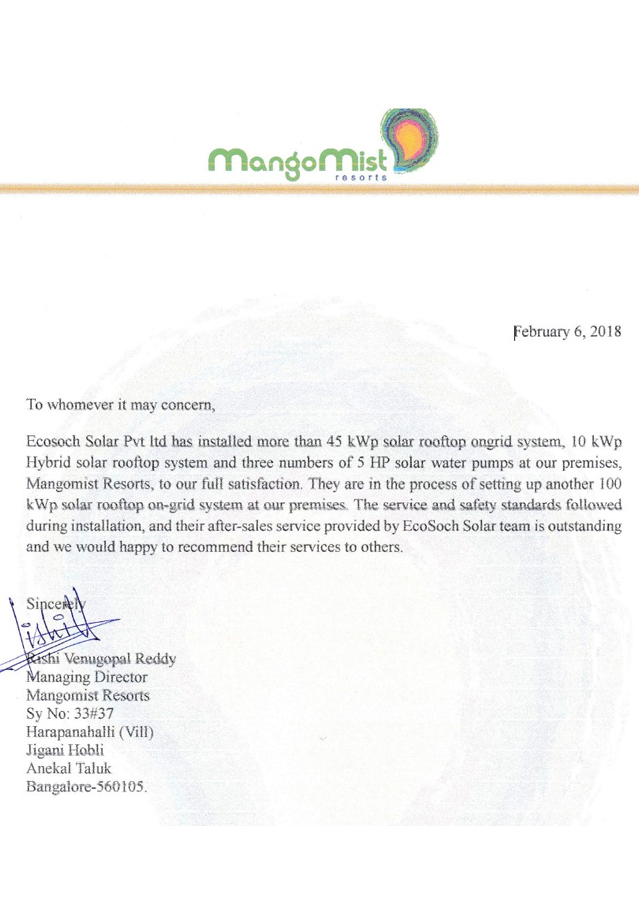 MangoMist
resorts
February 6, 2018
To whomever it may concern,
Ecosoch Solar Pvt ltd has installed more than 45 kWp solar rooftop ongrid system, 10 kWp
Hybrid solar rooftop system and three numbers of 5 HP solar water pumps at our premises,
Mangomist Resorts, to our full satisfaction. They are in the process of setting up another 100
kWp solar rooftop on-grid system at our premises. The service and safety standards followed
during installation, and their after-sales service provided by EcoSoch Solar team is outstanding
and we would happy to recommend their services to others.
Sincerely
Rishi Venugopal Reddy
Managing Director
Mangomist Resorts
Sy No: 33#37
Harapanahalli (Vill)
Jigani Hobli
Anekal Taluk
Bangalore-560105.